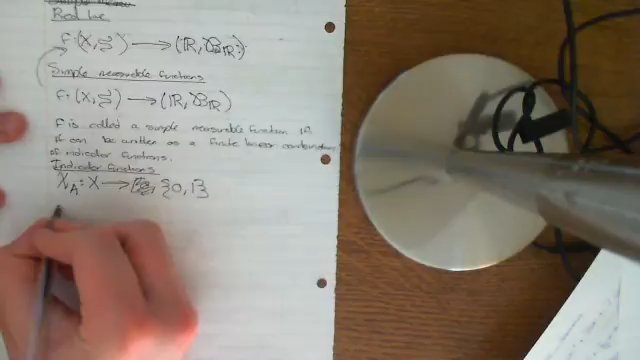 Real line
f:(X, ξ) → (ℝ, 𝔅ℝ)
Simple measurable functions
f:(X, ξ) → (ℝ, 𝔅ℝ)
f is called a simple measurable function if
it can be written as a finite linear combination
of indicator functions.
Indicator functions
χ_A: X → {0, 1}